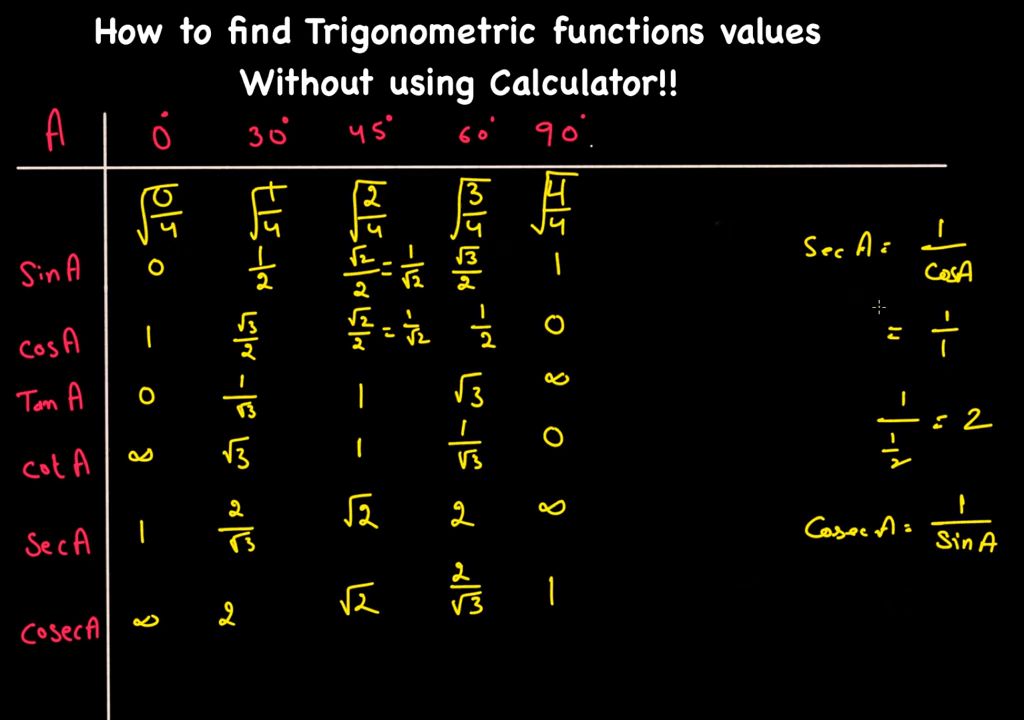 How to find Trigonometric functions values
Without using Calculator!!
A 0° 30° 45° 60° 90°.
√(0/4) √(1/4) √(2/4) √(3/4) √(4/4)
Sin A 0 1/2 √2/2 = 1/√2 √3/2 1
cos A 1 √3/2 √2/2 = 1/√2 1/2 0
Tan A 0 1/√3 1 √3 ∞
cot A ∞ √3 1 1/√3 0
Sec A 1 2/√3 √2 2 ∞
Cosec A ∞ 2 √2 2/√3 1
Sec A = 1/cos A
= 1/1
1/(1/2) = 2
Cosec A = 1/Sin A